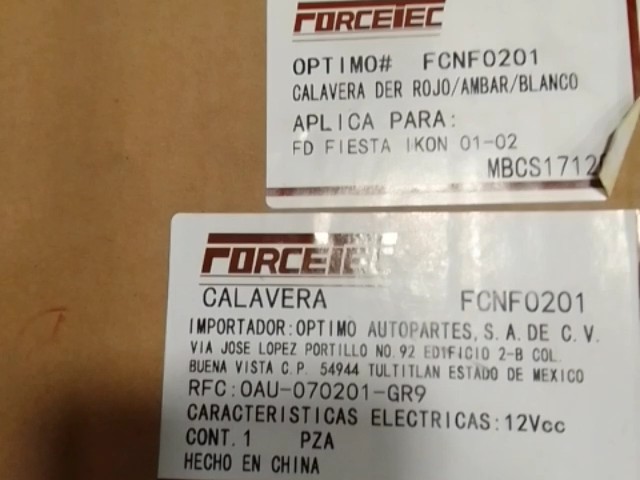 FORCETEC
OPTIMO# FCNF0201
CALAVERA DER ROJO/AMBAR/BLANCO
APLICA PARA:
FD FIESTA IKON 01-02
MBCS1712
FORCETEC
CALAVERA FCNF0201
IMPORTADOR:OPTIMO AUTOPARTES, S.A. DE C.V.
VIA JOSE LOPEZ PORTILLO NO.92 EDIFICIO 2-B COL.
BUENA VISTA C.P. 54944 TULTITLAN ESTADO DE MEXICO
RFC:OAU-070201-GR9
CARACTERISTICAS ELECTRICAS:12Vcc
CONT.1 PZA
HECHO EN CHINA